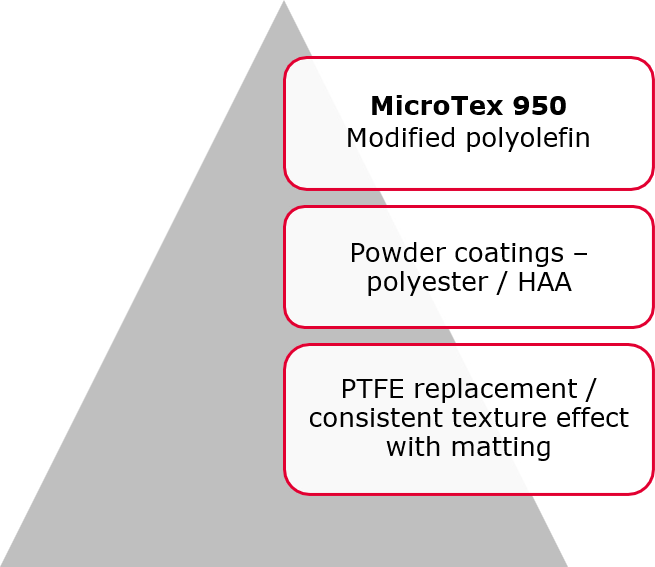 MicroTex 950
Modified polyolefin
Powder coatings –
polyester / HAA
PTFE replacement /
consistent texture effect
with matting